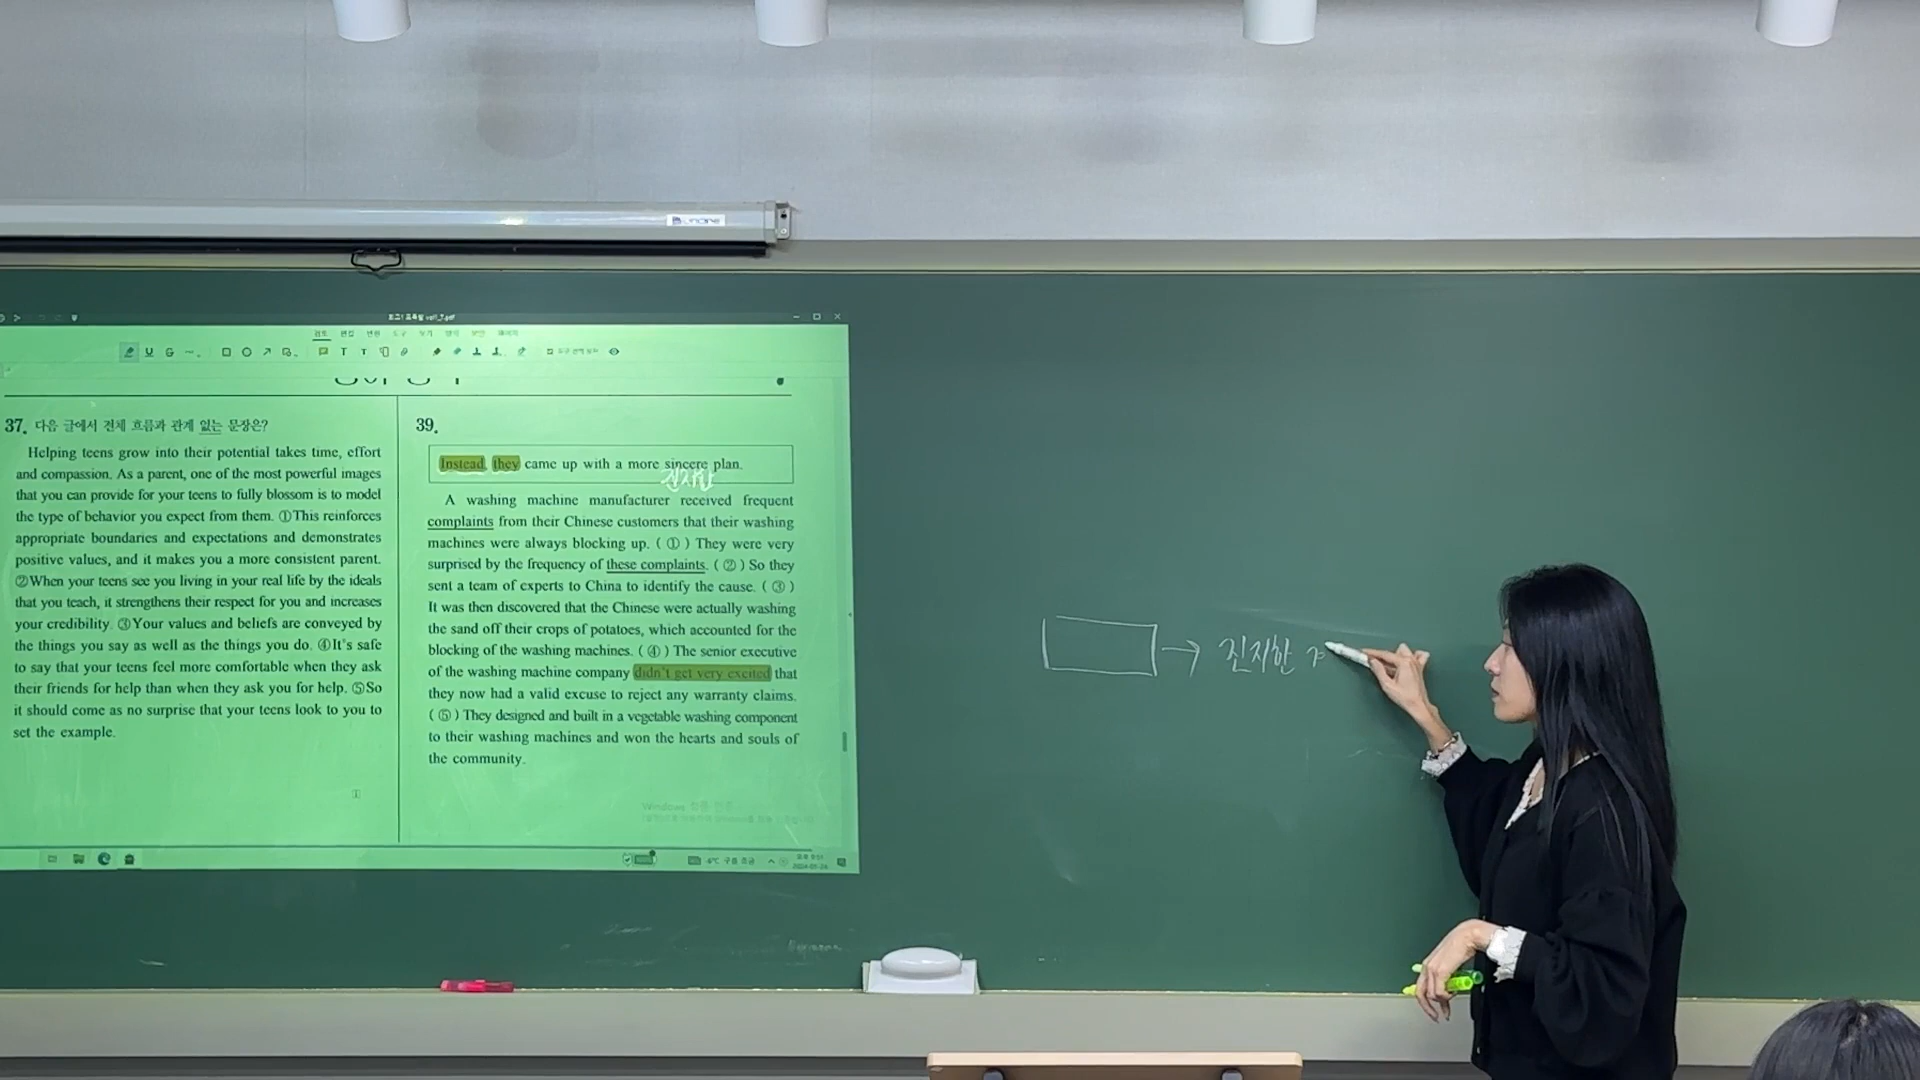 37. 다음 글에서 전체 흐름과 관계 있는 문장은?
Helping teens grow into their potential takes time, effort
and compassion. As a parent, one of the most powerful images
that you can provide for your teens to fully blossom is to model
the type of behavior you expect from them. ①This reinforces
appropriate boundaries and expectations and demonstrates
positive values, and it makes you a more consistent parent.
②When your teens see you living in your real life by the ideals
that you teach, it strengthens their respect for you and increases
your credibility. ③Your values and beliefs are conveyed by
the things you say as well as the things you do. ④It's safe
to say that your teens feel more comfortable when they ask
their friends for help than when they ask you for help. ⑤So
it should come as no surprise that your teens look to you to
set the example.
39.
Instead, they came up with a more sincere plan.
진지한
A washing machine manufacturer received frequent
complaints from their Chinese customers that their washing
machines were always blocking up. ( ① ) They were very
surprised by the frequency of these complaints. ( ② ) So they
sent a team of experts to China to identify the cause. ( ③ )
It was then discovered that the Chinese were actually washing
the sand off their crops of potatoes, which accounted for the
blocking of the washing machines. ( ④ ) The senior executive
of the washing machine company didn't get very excited that
they now had a valid excuse to reject any warranty claims.
( ⑤ ) They designed and built in a vegetable washing component
to their washing machines and won the hearts and souls of
the community.
→ 진지한